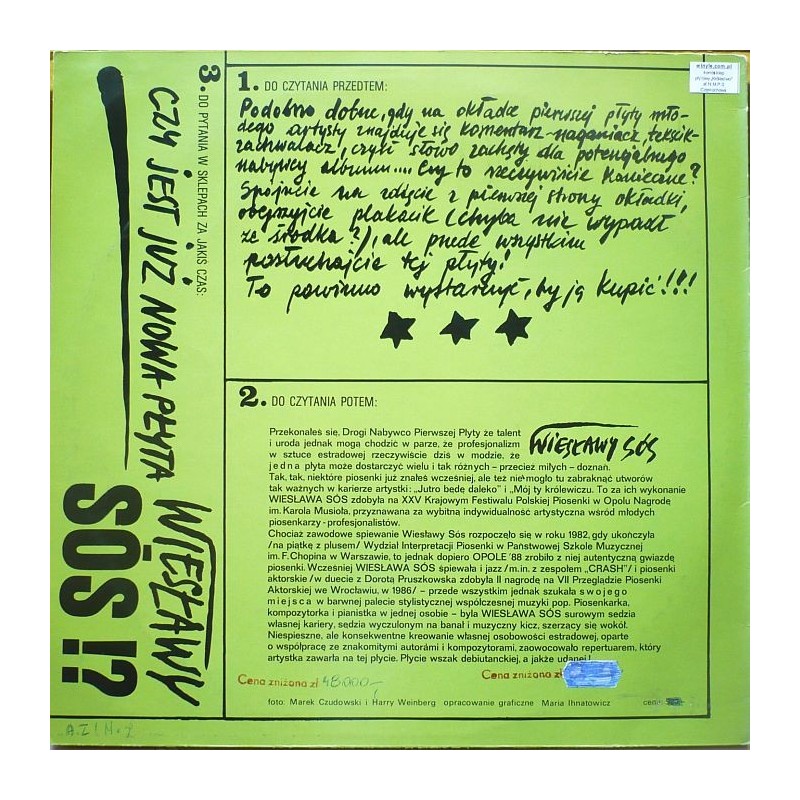 1. DO CZYTANIA PRZEDTEM:
Podobno dobrze, gdy na okładce pierwszej płyty mło-
dego artysty znajduje się komentarz-naganiacz, tekścik-
zachwalacz, czyli słowo zachęty dla potencjalnego
nabywcy albumu.... Czy to rzeczywiście konieczne?
Spójrzcie na zdjęcie z pierwszej strony okładki,
obejrzyjcie plakacik (chyba nie wypadł
ze środka?), ale przede wszystkim
posłuchajcie tej płyty!
To powinno wystarczyć, by ją kupić!!!
2. DO CZYTANIA POTEM:
Przekonałeś się, Drogi Nabywco Pierwszej Płyty
WIESŁAWY SÓS
że talent
i uroda jednak mogą chodzić w parze, że profesjonalizm
w sztuce estradowej rzeczywiście dziś w modzie, że
jedna płyta może dostarczyć wielu i tak różnych – przecież miłych – doznań.
Tak, tak, niektóre piosenki już znałeś wcześniej, ale też nie mogło tu zabraknąć utworów
tak ważnych w karierze artystki: „Jutro będę daleko" i „Mój ty królewiczu. To za ich wykonanie
WIESŁAWA SÓS zdobyła na XXV Krajowym Festiwalu Polskiej Piosenki w Opolu Nagrodę
im. Karola Musioła, przyznawaną za wybitną indywidualność artystyczną wśród młodych
piosenkarzy - profesjonalistów.
Chociaż zawodowe śpiewanie Wiesławy Sós rozpoczęło się w roku 1982, gdy ukończyła
/na piątkę z plusem/ Wydział Interpretacji Piosenki w Państwowej Szkole Muzycznej
im. F. Chopina w Warszawie, to jednak dopiero OPOLE '88 zrobiło z niej autentyczną gwiazdę
piosenki. Wcześniej WIESŁAWA SÓS śpiewała i jazz /m.in. z zespołem „CRASH"/ i piosenki
aktorskie /w duecie z Dorotą Pruszkowską zdobyła II nagrodę na VII Przeglądzie Piosenki
Aktorskiej we Wrocławiu, w 1986/ – przede wszystkim jednak szukała swojego
miejsca w barwnej palecie stylistycznej współczesnej muzyki pop. Piosenkarka,
kompozytorka i pianistka w jednej osobie – była WIESŁAWA SÓS surowym sędzią
własnej kariery, sędzią wyczulonym na banał i muzyczny kicz, szerzący się wokół.
Niespieszne, ale konsekwentne kreowanie własnej osobowości estradowej, oparte
o współpracę ze znakomitymi autorami i kompozytorami, zaowocowało repertuarem, który
artystka zawarła na tej płycie. Płycie wszak debiutanckiej, a jakże udanej!
Cena zniżona zł 48.000,-
Cena zniżona zł
foto: Marek Czudowski i Harry Weinberg opracowanie graficzne Maria Ihnatowicz
3. DO PYTANIA W SKLEPACH ZA JAKIŚ CZAS:
CZY JEST JUŻ NOWA PŁYTA WIESŁAWY
SÓS!?
winyle.com.pl